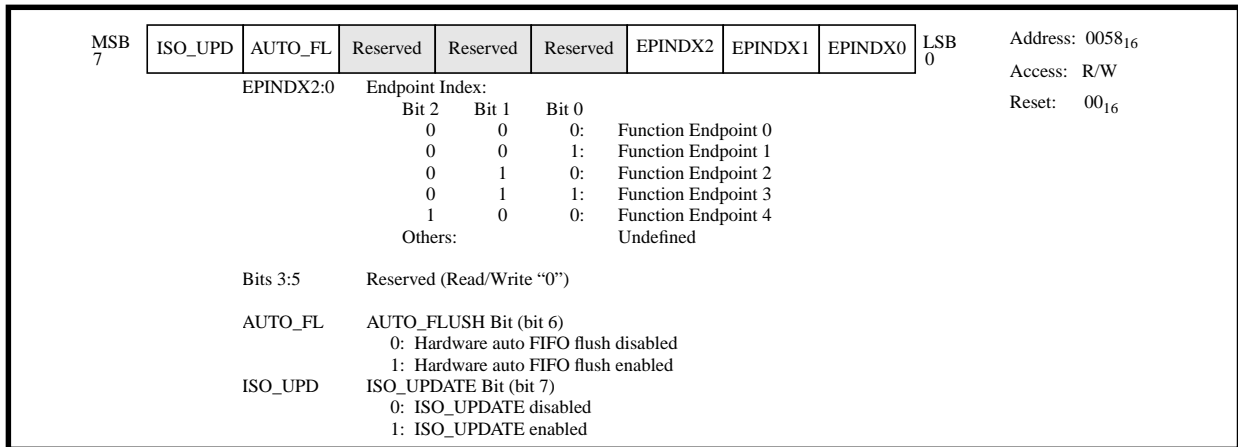 MSB 7 ISO_UPD AUTO_FL Reserved Reserved Reserved EPINDX2 EPINDX1 EPINDX0 LSB 0
Address: 0058₁₆
Access: R/W
Reset: 00₁₆
EPINDX2:0 Endpoint Index:
Bit 2 Bit 1 Bit 0
0 0 0: Function Endpoint 0
0 0 1: Function Endpoint 1
0 1 0: Function Endpoint 2
0 1 1: Function Endpoint 3
1 0 0: Function Endpoint 4
Others: Undefined
Bits 3:5 Reserved (Read/Write “0”)
AUTO_FL AUTO_FLUSH Bit (bit 6)
0: Hardware auto FIFO flush disabled
1: Hardware auto FIFO flush enabled
ISO_UPD ISO_UPDATE Bit (bit 7)
0: ISO_UPDATE disabled
1: ISO_UPDATE enabled